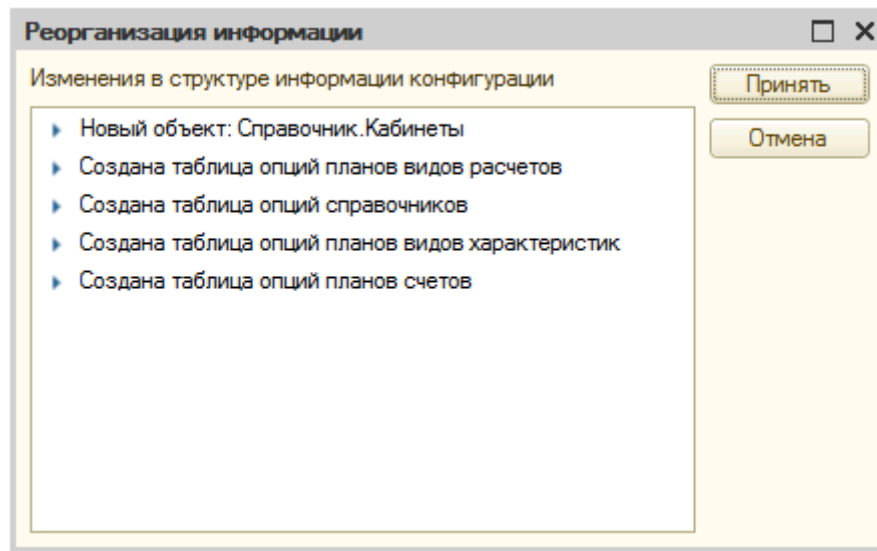 Реорганизация информации
Изменения в структуре информации конфигурации
Принять
Отмена
Новый объект: Справочник.Кабинеты
Создана таблица опций планов видов расчетов
Создана таблица опций справочников
Создана таблица опций планов видов характеристик
Создана таблица опций планов счетов